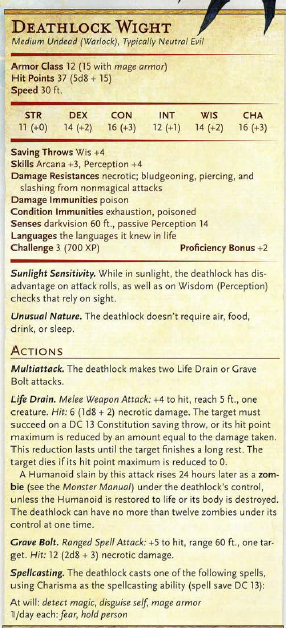 DEATHLOCK WIGHT
Medium Undead (Warlock), Typically Neutral Evil
Armor Class 12 (15 with mage armor)
Hit Points 37 (5d8 + 15)
Speed 30 ft.
STR DEX CON INT WIS CHA
11 (+0) 14 (+2) 16 (+3) 12 (+1) 14 (+2) 16 (+3)
Saving Throws Wis +4
Skills Arcana +3, Perception +4
Damage Resistances necrotic; bludgeoning, piercing, and
slashing from nonmagical attacks
Damage Immunities poison
Condition Immunities exhaustion, poisoned
Senses darkvision 60 ft., passive Perception 14
Languages the languages it knew in life
Challenge 3 (700 XP) Proficiency Bonus +2
Sunlight Sensitivity. While in sunlight, the deathlock has dis-
advantage on attack rolls, as well as on Wisdom (Perception)
checks that rely on sight.
Unusual Nature. The deathlock doesn't require air, food,
drink, or sleep.
ACTIONS
Multiattack. The deathlock makes two Life Drain or Grave
Bolt attacks.
Life Drain. Melee Weapon Attack: +4 to hit, reach 5 ft., one
creature. Hit: 6 (1d8 + 2) necrotic damage. The target must
succeed on a DC 13 Constitution saving throw, or its hit point
maximum is reduced by an amount equal to the damage taken.
This reduction lasts until the target finishes a long rest. The
target dies if its hit point maximum is reduced to 0.
A Humanoid slain by this attack rises 24 hours later as a zom-
bie (see the Monster Manual) under the deathlock's control,
unless the Humanoid is restored to life or its body is destroyed.
The deathlock can have no more than twelve zombies under its
control at one time.
Grave Bolt. Ranged Spell Attack: +5 to hit, range 60 ft., one tar-
get. Hit: 12 (2d8 + 3) necrotic damage.
Spellcasting. The deathlock casts one of the following spells,
using Charisma as the spellcasting ability (spell save DC 13):
At will: detect magic, disguise self, mage armor
1/day each: fear, hold person